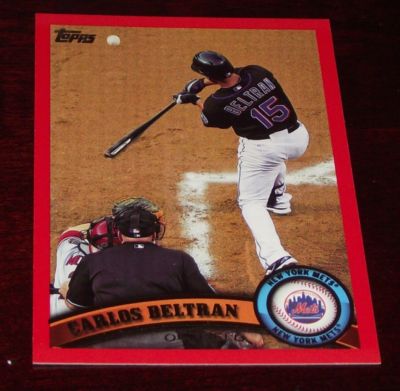 Topps
BELTRAN
15
NEW YORK METS
Mets
CARLOS BELTRAN
NEW YORK METS